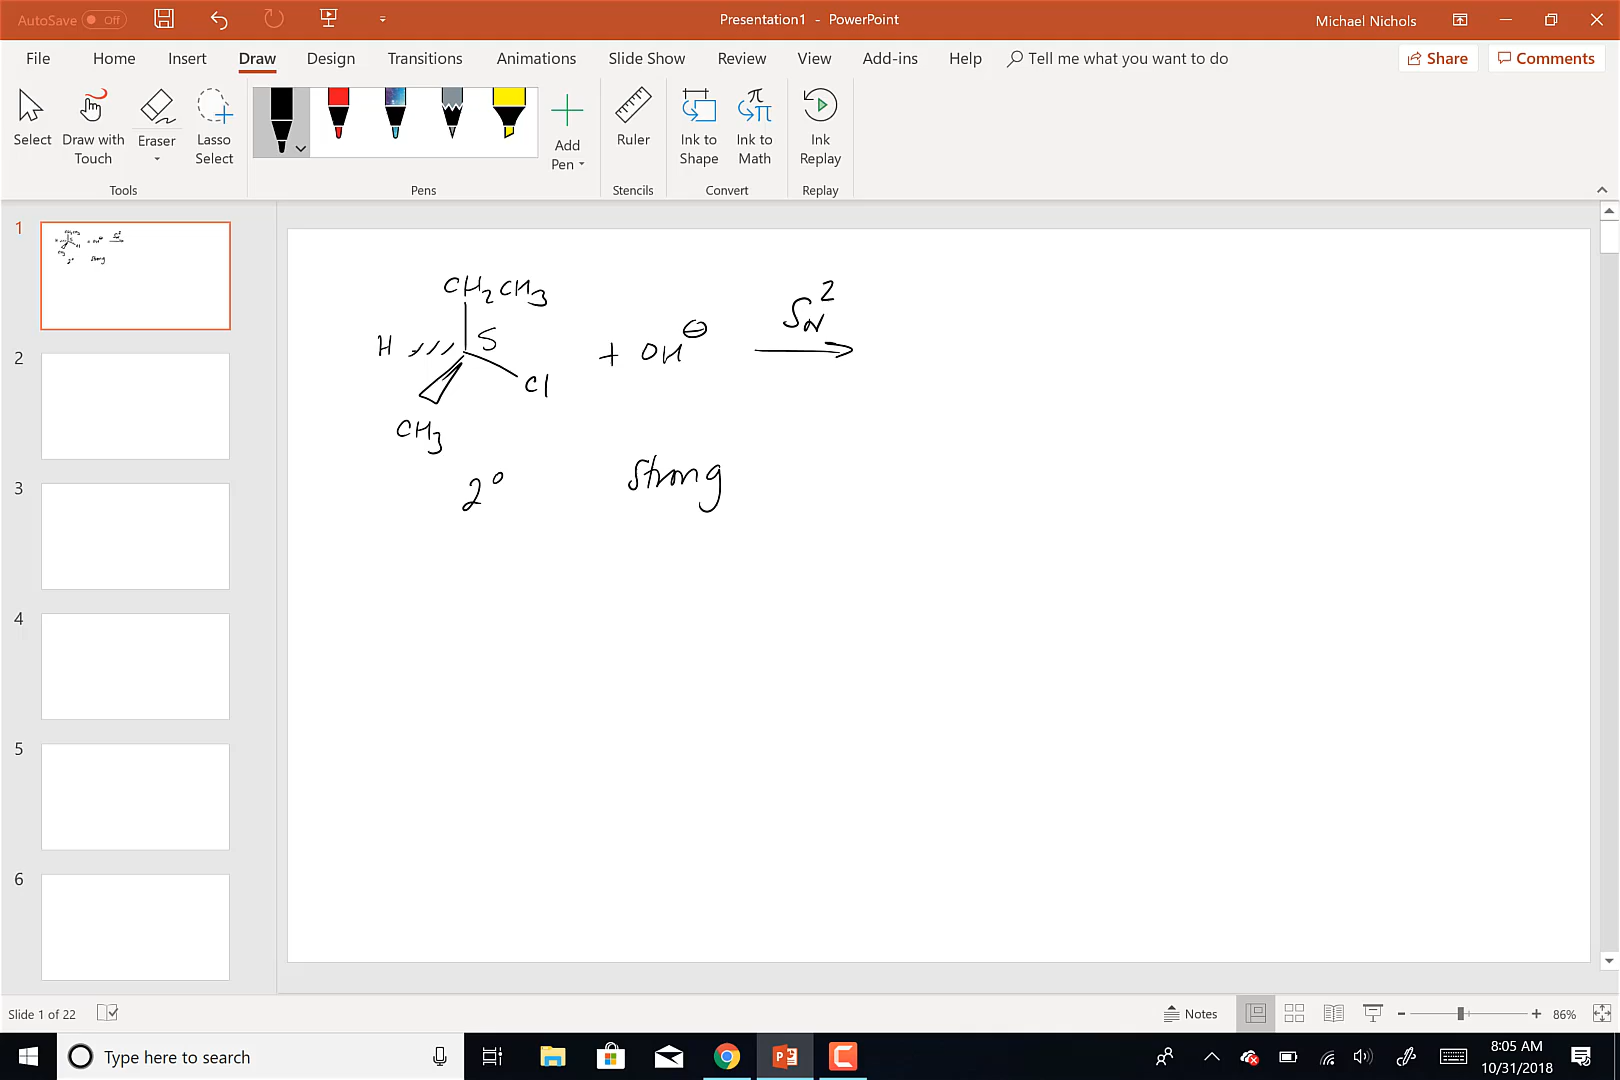 AutoSave Off
Presentation1 - PowerPoint
Michael Nichols
File Home Insert Draw Design Transitions Animations Slide Show Review View Add-ins Help Tell me what you want to do
Share Comments
Select
Draw with Touch
Eraser
Lasso Select
Add Pen
Ruler
Ink to Shape
Ink to Math
Ink Replay
Tools Pens Stencils Convert Replay
1
2
3
4
5
6
CH₂CH₃
SN²
H S + OH⊖
Cl
CH₃
2° Strong
Slide 1 of 22
Notes
86%
Type here to search
8:05 AM
10/31/2018